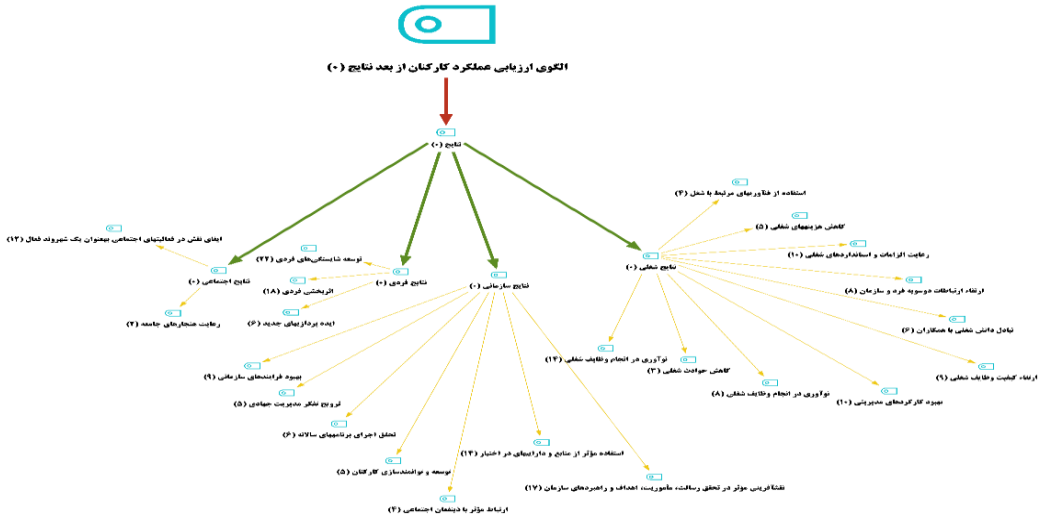 الگوی ارزیابی عملکرد کارکنان از بعد نتایج (۰)
نتایج (۰)
استفاده از فنآوریهای مرتبط با شغل (۴)
کاهش هزینههای شغلی (۵)
رعایت الزامات و استانداردهای شغلی (۱۰)
ارتقاء ارتباطات دوسویه فرد و سازمان (۸)
تبادل دانش شغلی با همکاران (۶)
ارتقاء کیفیت وظایف شغلی (۹)
بهبود کارکردهای مدیریتی (۱۰)
نوآوری در انجام وظایف شغلی (۸)
کاهش حوادث شغلی (۳)
نوآوری در انجام وظایف شغلی (۱۴)
نتایج شغلی (۰)
نتایج سازمانی (۰)
نقشآفرینی مؤثر در تحقق رسالت، مأموریت، اهداف و راهبردهای سازمان (۱۷)
استفاده مؤثر از منابع و داراییهای در اختیار (۱۴)
ارتباط مؤثر با ذینفعان اجتماعی (۴)
توسعه و توانمندسازی کارکنان (۵)
تحقق اجرای برنامههای سالانه (۶)
ترویج تفکر مدیریت جهادی (۵)
بهبود فرایندهای سازمانی (۹)
نتایج فردی (۰)
توسعه شایستگی‌های فردی (۲۲)
اثربخشی فردی (۱۸)
ایده پردازیهای جدید (۶)
نتایج اجتماعی (۰)
ایفای نقش در فعالیتهای اجتماعی بهعنوان یک شهروند فعال (۱۲)
رعایت هنجارهای جامعه (۲)